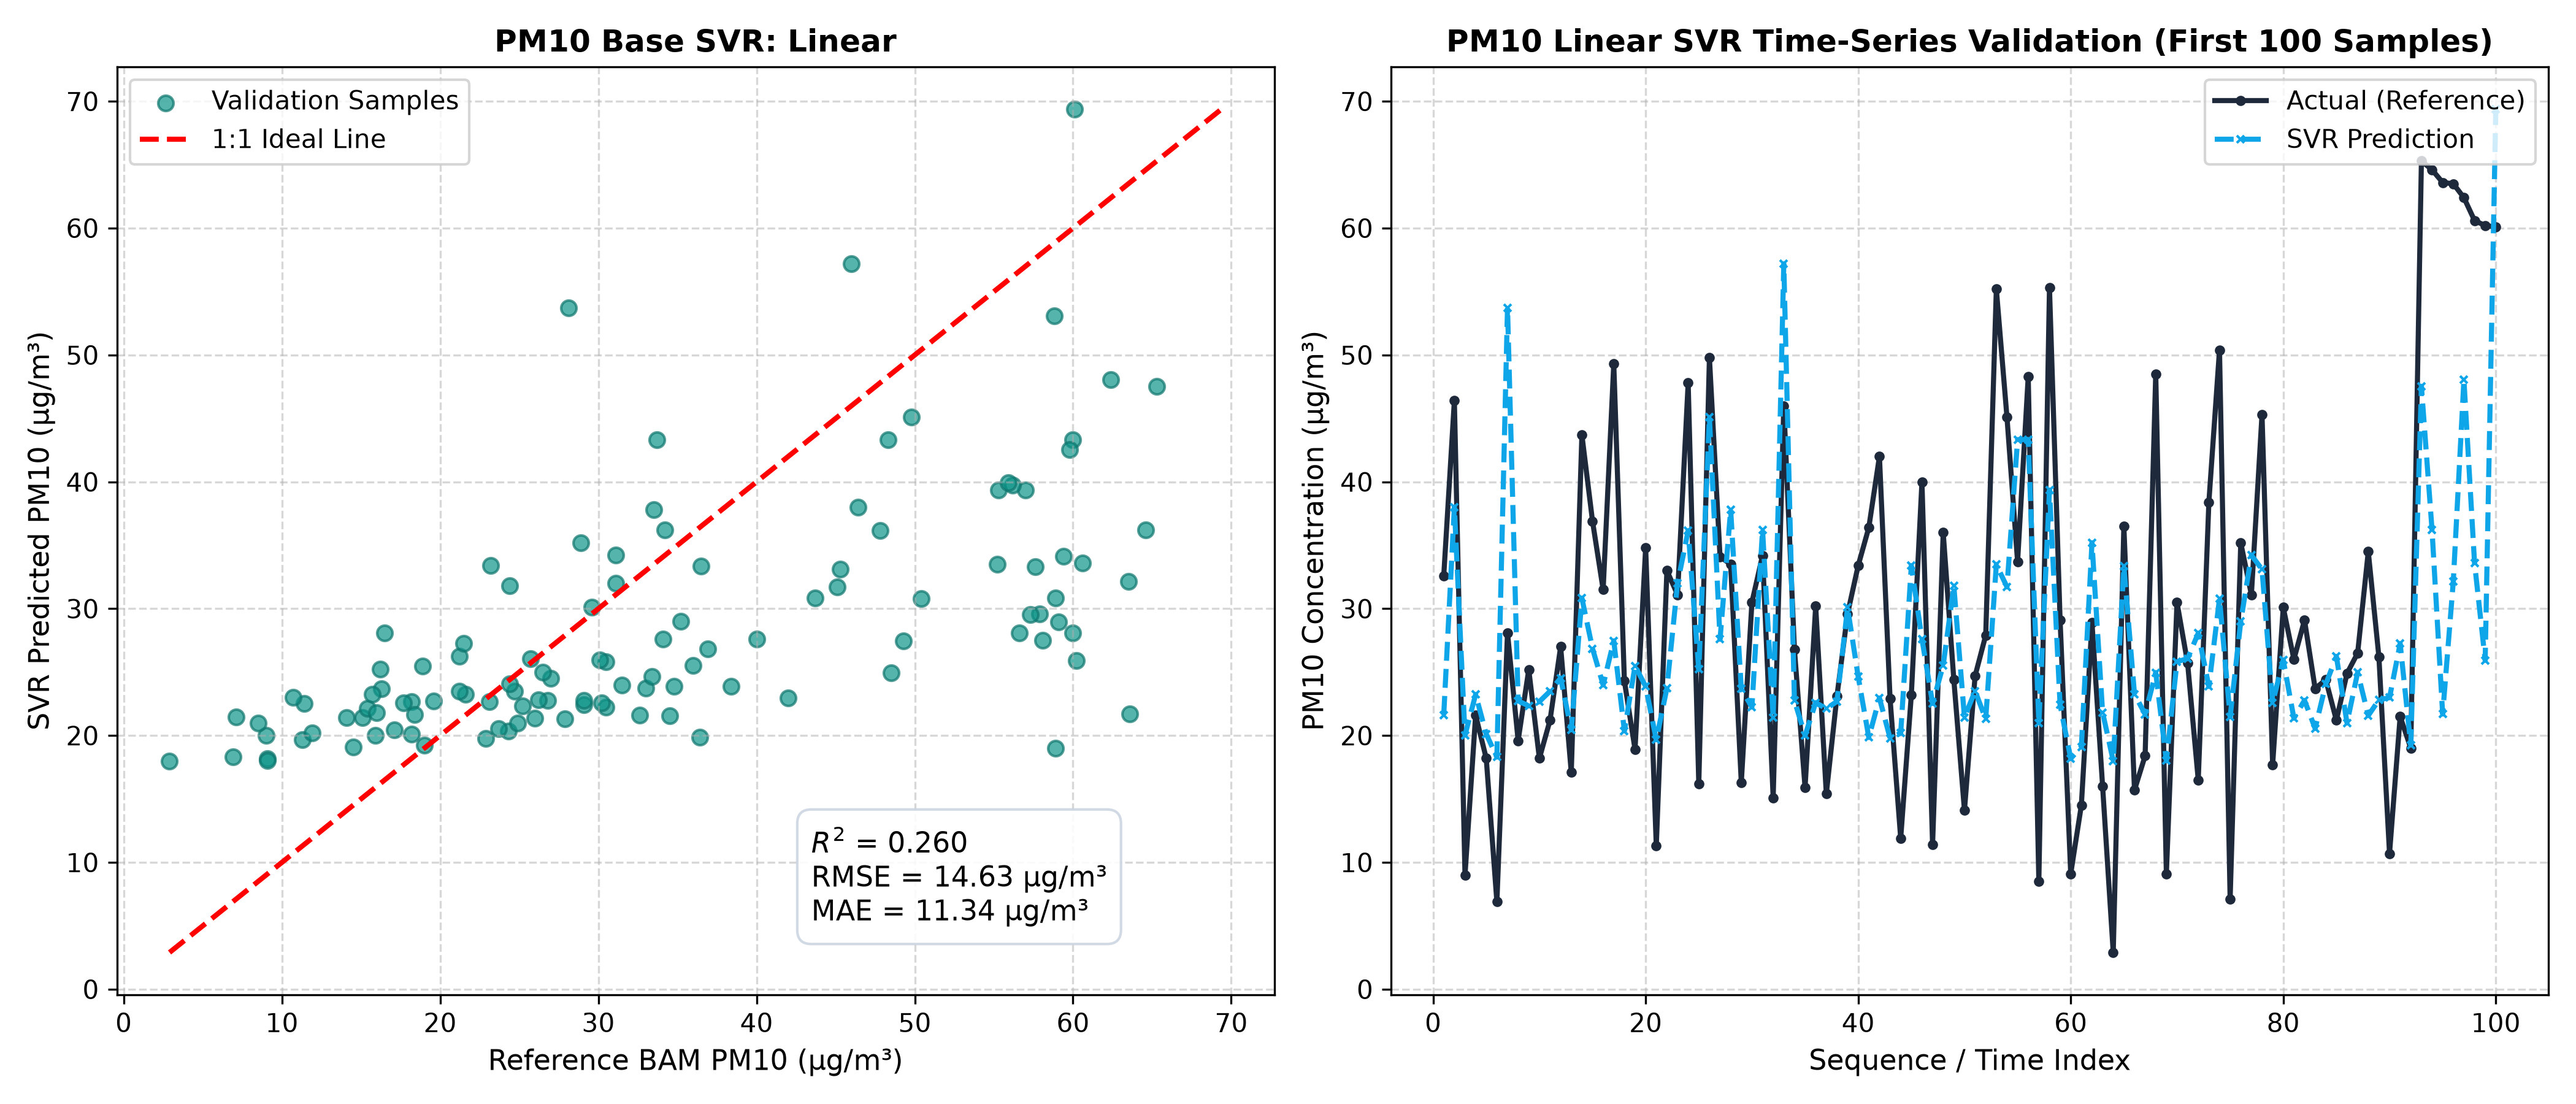 PM10 Base SVR: Linear
Validation Samples
1:1 Ideal Line
SVR Predicted PM10 (µg/m³)
70
60
50
40
30
20
10
0
R² = 0.260
RMSE = 14.63 µg/m³
MAE = 11.34 µg/m³
0 10 20 30 40 50 60 70
Reference BAM PM10 (µg/m³)
PM10 Linear SVR Time-Series Validation (First 100 Samples)
Actual (Reference)
SVR Prediction
PM10 Concentration (µg/m³)
70
60
50
40
30
20
10
0
0 20 40 60 80 100
Sequence / Time Index